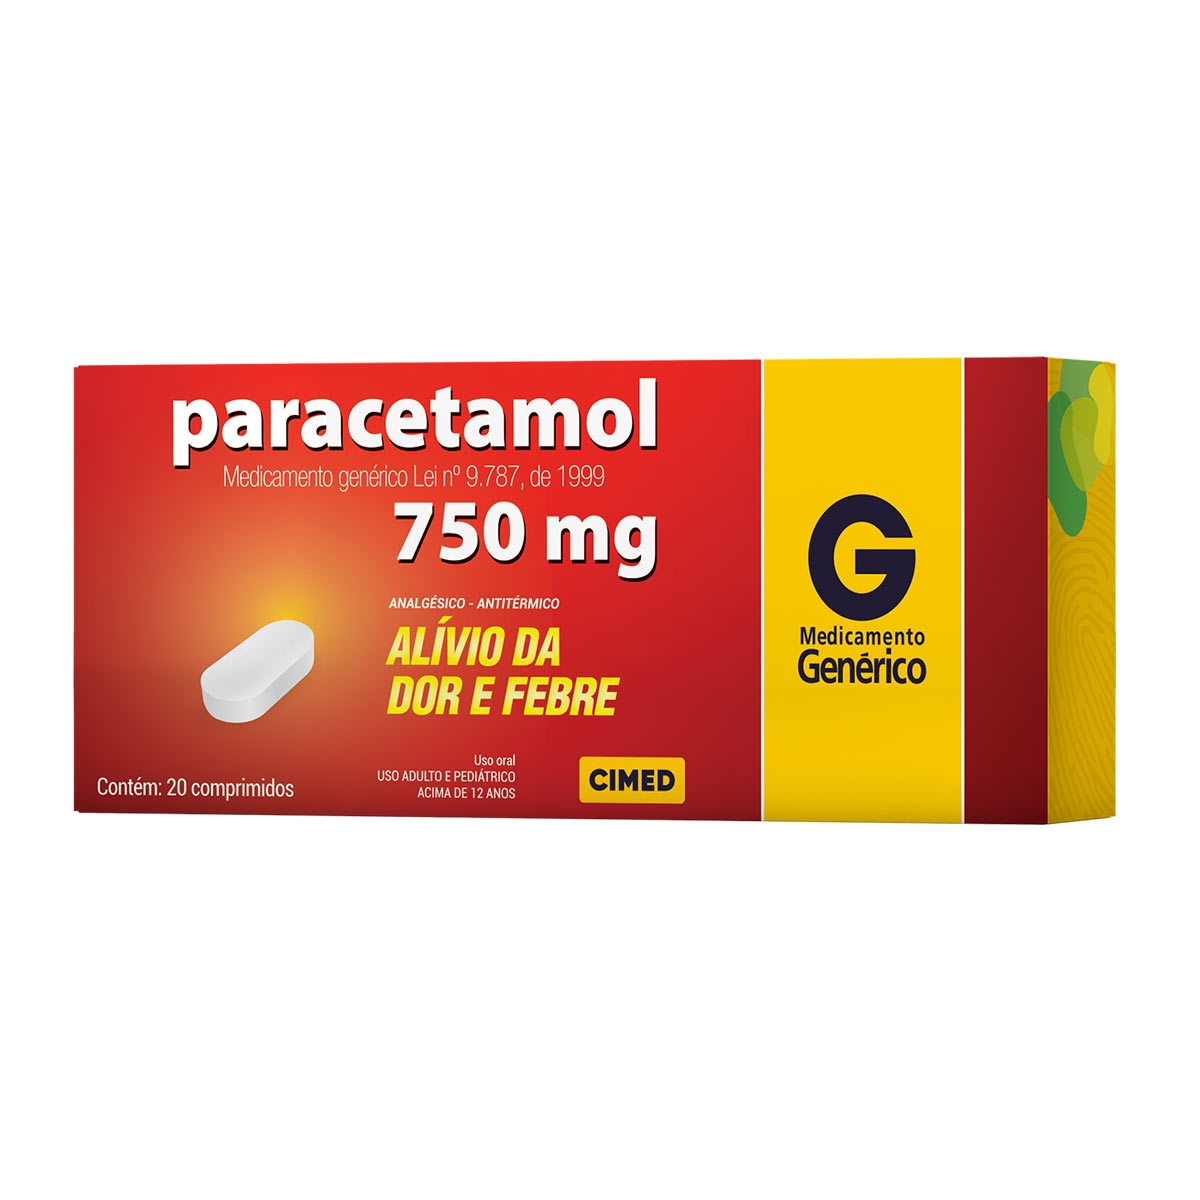 paracetamol
Medicamento genérico Lei nº 9.787, de 1999
750 mg
ANALGÉSICO - ANTITÉRMICO
ALÍVIO DA
DOR E FEBRE
Contém: 20 comprimidos
Uso oral
USO ADULTO E PEDIÁTRICO
ACIMA DE 12 ANOS
CIMED
G
Medicamento
Genérico